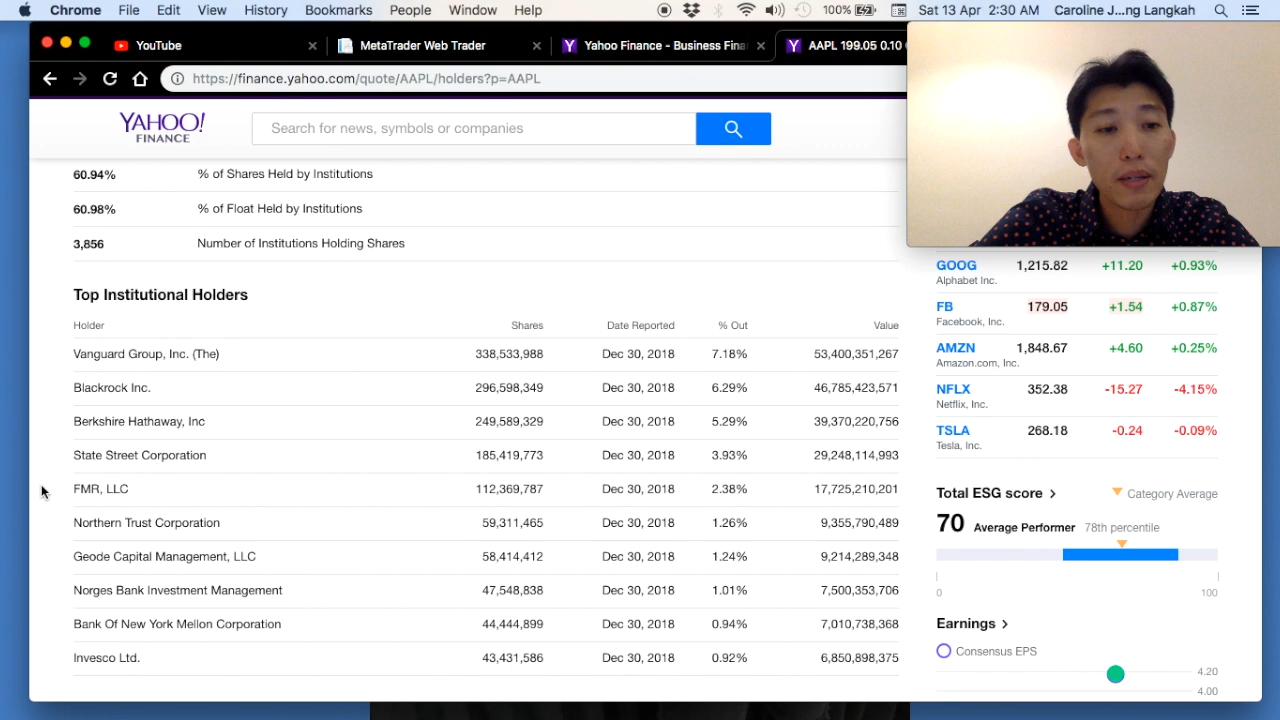 Chrome File Edit View History Bookmarks People Window Help 100% Sat 13 Apr 2:30 AM Caroline J...ng Langkah
YouTube MetaTrader Web Trader Yahoo Finance - Business Fina AAPL 199.05 0.10
https://finance.yahoo.com/quote/AAPL/holders?p=AAPL
YAHOO!
FINANCE
Search for news, symbols or companies
60.94% % of Shares Held by Institutions
60.98% % of Float Held by Institutions
3,856 Number of Institutions Holding Shares
Top Institutional Holders
Holder Shares Date Reported % Out Value
Vanguard Group, Inc. (The) 338,533,988 Dec 30, 2018 7.18% 53,400,351,267
Blackrock Inc. 296,598,349 Dec 30, 2018 6.29% 46,785,423,571
Berkshire Hathaway, Inc 249,589,329 Dec 30, 2018 5.29% 39,370,220,756
State Street Corporation 185,419,773 Dec 30, 2018 3.93% 29,248,114,993
FMR, LLC 112,369,787 Dec 30, 2018 2.38% 17,725,210,201
Northern Trust Corporation 59,311,465 Dec 30, 2018 1.26% 9,355,790,489
Geode Capital Management, LLC 58,414,412 Dec 30, 2018 1.24% 9,214,289,348
Norges Bank Investment Management 47,548,838 Dec 30, 2018 1.01% 7,500,353,706
Bank Of New York Mellon Corporation 44,444,899 Dec 30, 2018 0.94% 7,010,738,368
Invesco Ltd. 43,431,586 Dec 30, 2018 0.92% 6,850,898,375
GOOG 1,215.82 +11.20 +0.93%
Alphabet Inc.
FB 179.05 +1.54 +0.87%
Facebook, Inc.
AMZN 1,848.67 +4.60 +0.25%
Amazon.com, Inc.
NFLX 352.38 -15.27 -4.15%
Netflix, Inc.
TSLA 268.18 -0.24 -0.09%
Tesla, Inc.
Total ESG score Category Average
70 Average Performer 78th percentile
0 100
Earnings
Consensus EPS
4.20
4.00